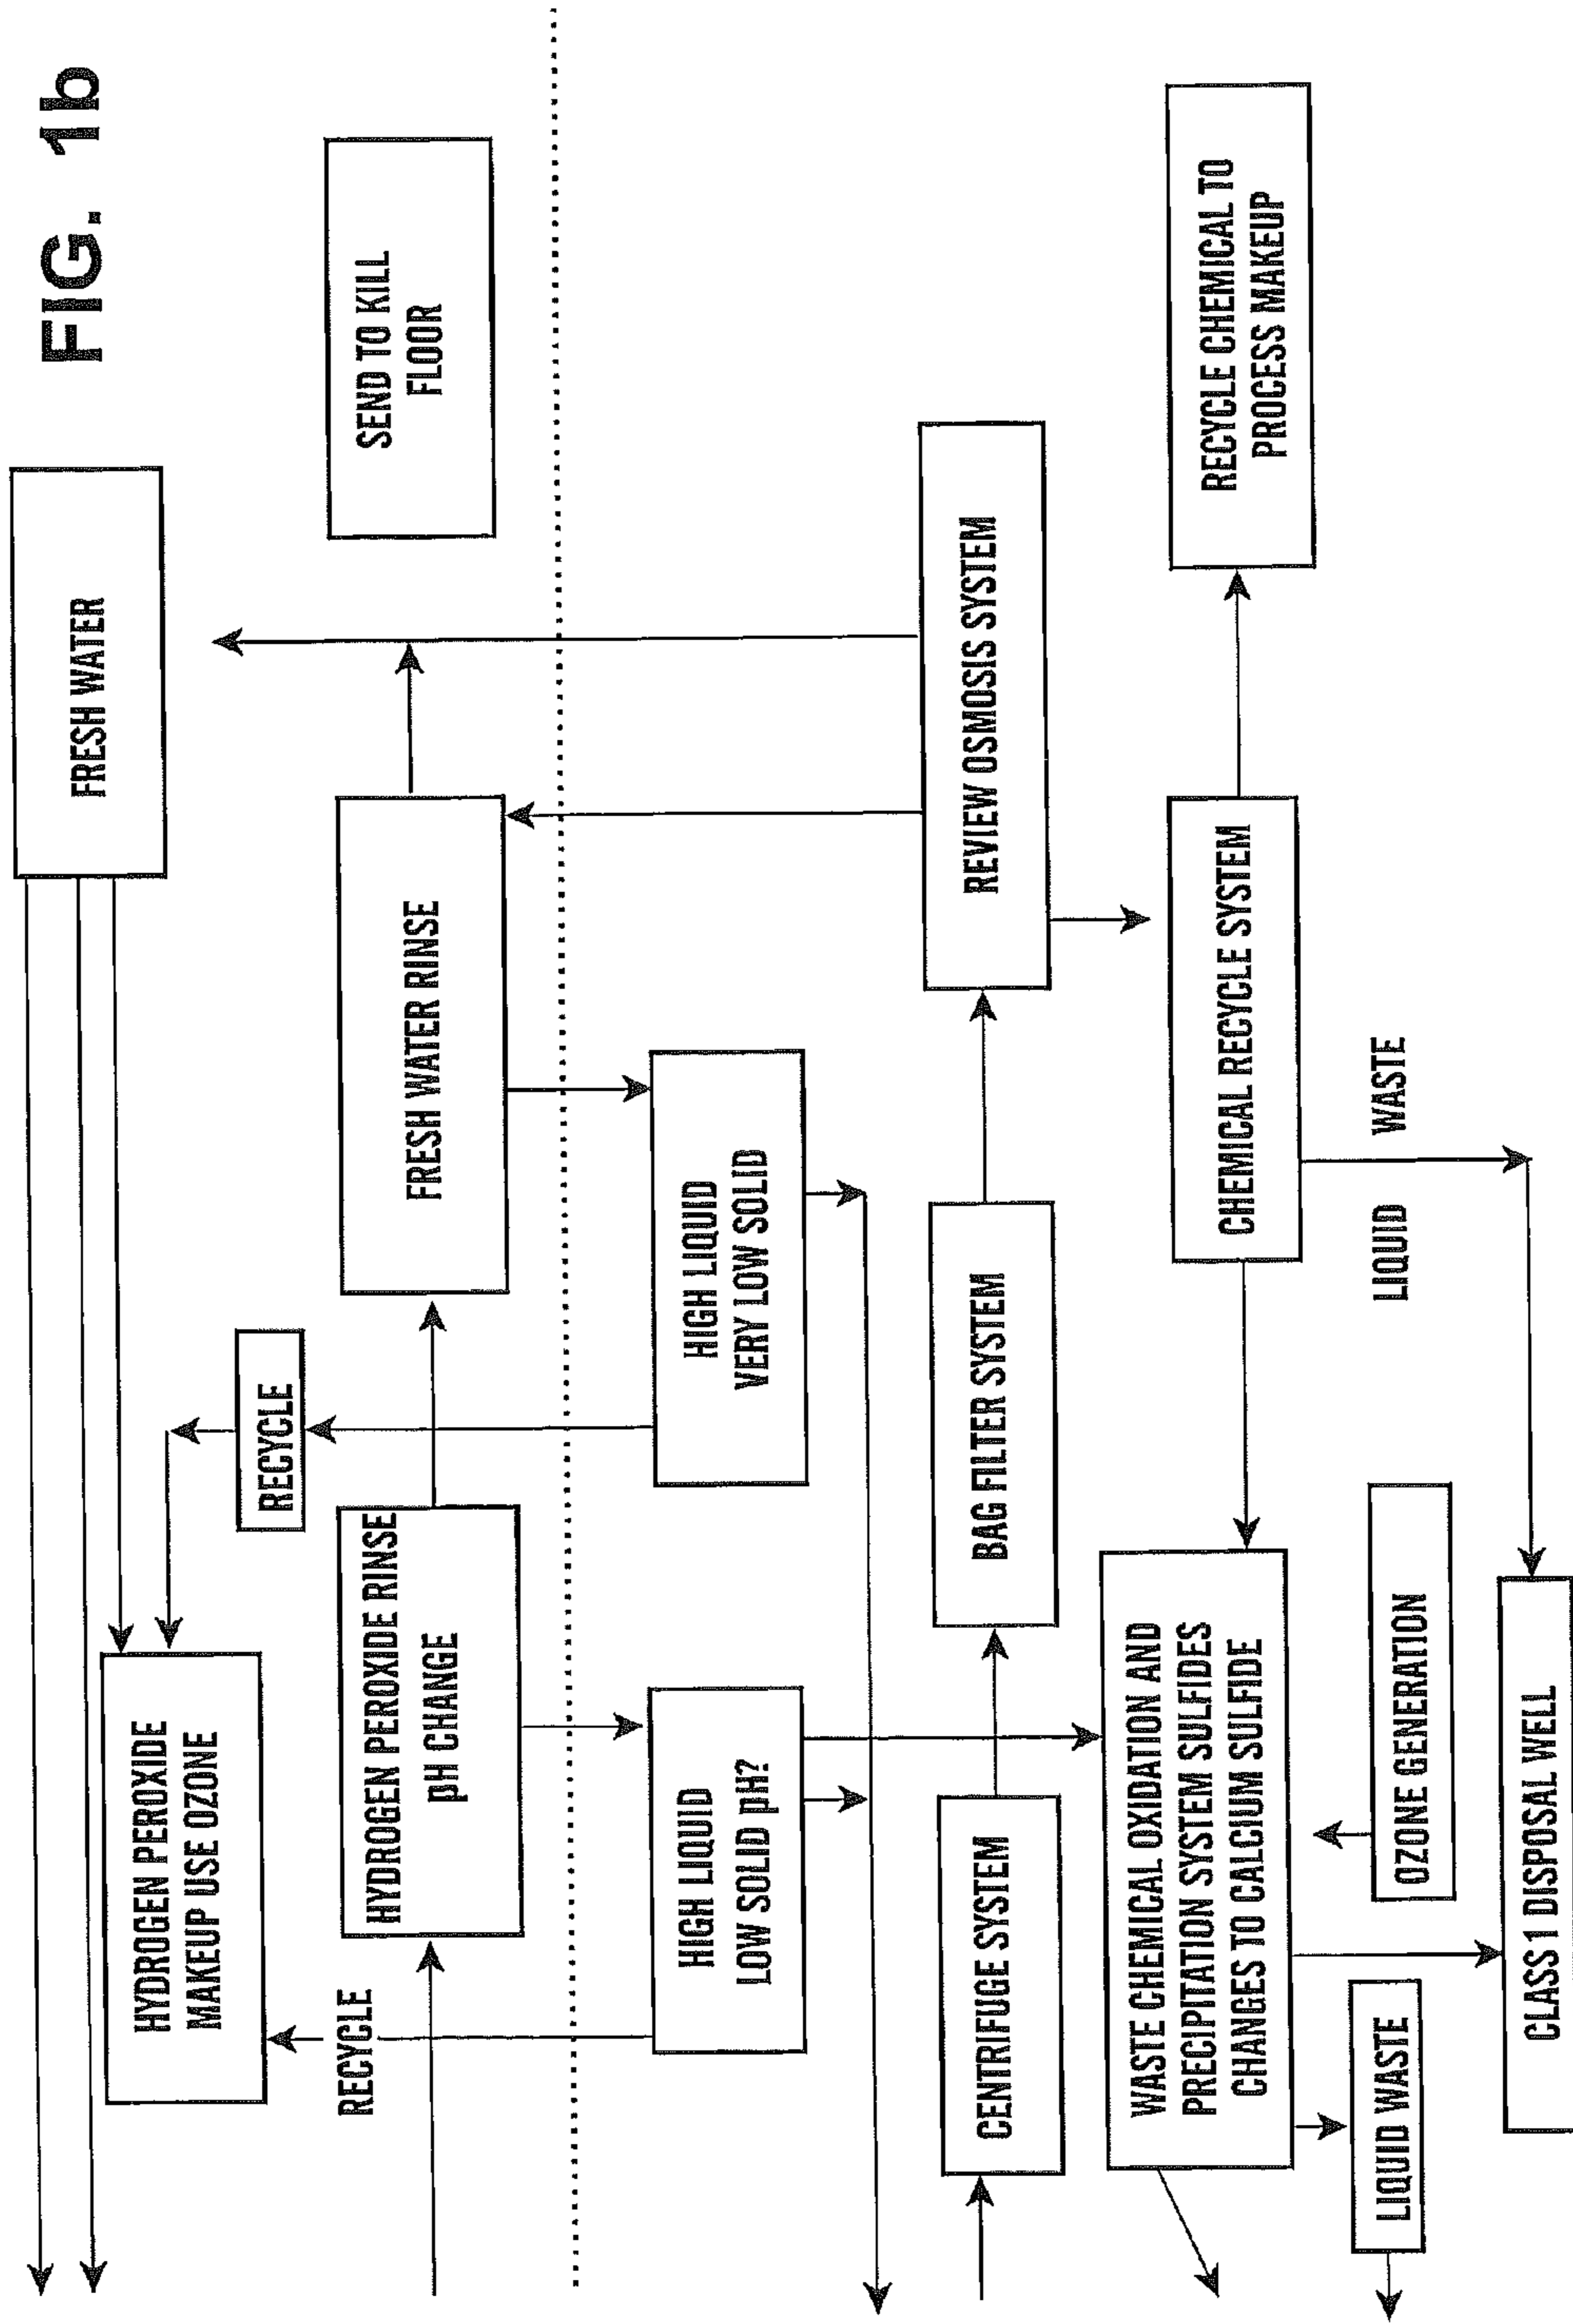 FIG. 1b
FRESH WATER
HYDROGEN PEROXIDE
MAKEUP USE OZONE
RECYCLE
RECYCLE
HYDROGEN PEROXIDE RINSE
pH CHANGE
FRESH WATER RINSE
SEND TO KILL
FLOOR
HIGH LIQUID
LOW SOLID pH?
HIGH LIQUID
VERY LOW SOLID
CENTRIFUGE SYSTEM
BAG FILTER SYSTEM
REVIEW OSMOSIS SYSTEM
WASTE CHEMICAL OXIDATION AND
PRECIPITATION SYSTEM SULFIDES
CHANGES TO CALCIUM SULFIDE
CHEMICAL RECYCLE SYSTEM
RECYCLE CHEMICAL TO
PROCESS MAKEUP
LIQUID WASTE
OZONE GENERATION
LIQUID WASTE
CLASS 1 DISPOSAL WELL